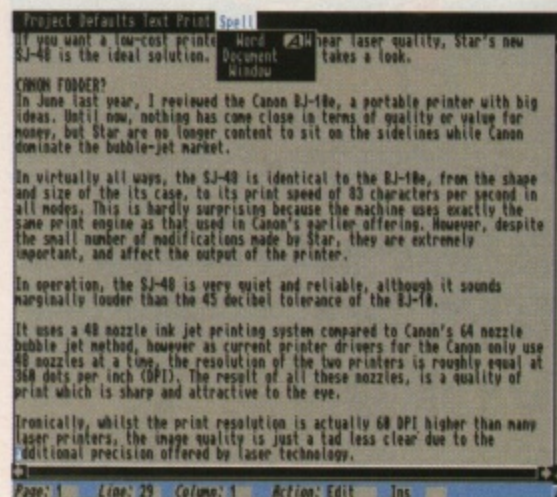 Project Defaults Text Print Spell
Word AW
Document
Window
If you want a low-cost printe near laser quality, Star's new
SJ-48 is the ideal solution. takes a look.
CANON FODDER?
In June last year, I reviewed the Canon BJ-10e, a portable printer with big
ideas. Until now, nothing has come close in terms of quality or value for
money, but Star are no longer content to sit on the sidelines while Canon
dominate the bubble-jet market.
In virtually all ways, the SJ-48 is identical to the BJ-10e, from the shape
and size of the its case, to its print speed of 83 characters per second in
all modes. This is hardly surprising because the machine uses exactly the
same print engine as that used in Canon's earlier offering. However, despite
the small number of modifications made by Star, they are extremely
important, and affect the output of the printer.
In operation, the SJ-48 is very quiet and reliable, although it sounds
marginally louder than the 45 decibel tolerance of the BJ-10.
It uses a 48 nozzle ink jet printing system compared to Canon's 64 nozzle
bubble jet method, however as current printer drivers for the Canon only use
48 nozzles at a time, the resolution of the two printers is roughly equal at
360 dots per inch (DPI). The result of all these nozzles, is a quality of
print which is sharp and attractive to the eye.
Ironically, whilst the print resolution is actually 60 DPI higher than many
laser printers, the image quality is just a tad less clear due to the
additional precision offered by laser technology.
Page: 1 Line: 29 Column: 1 Action: Edit Ins